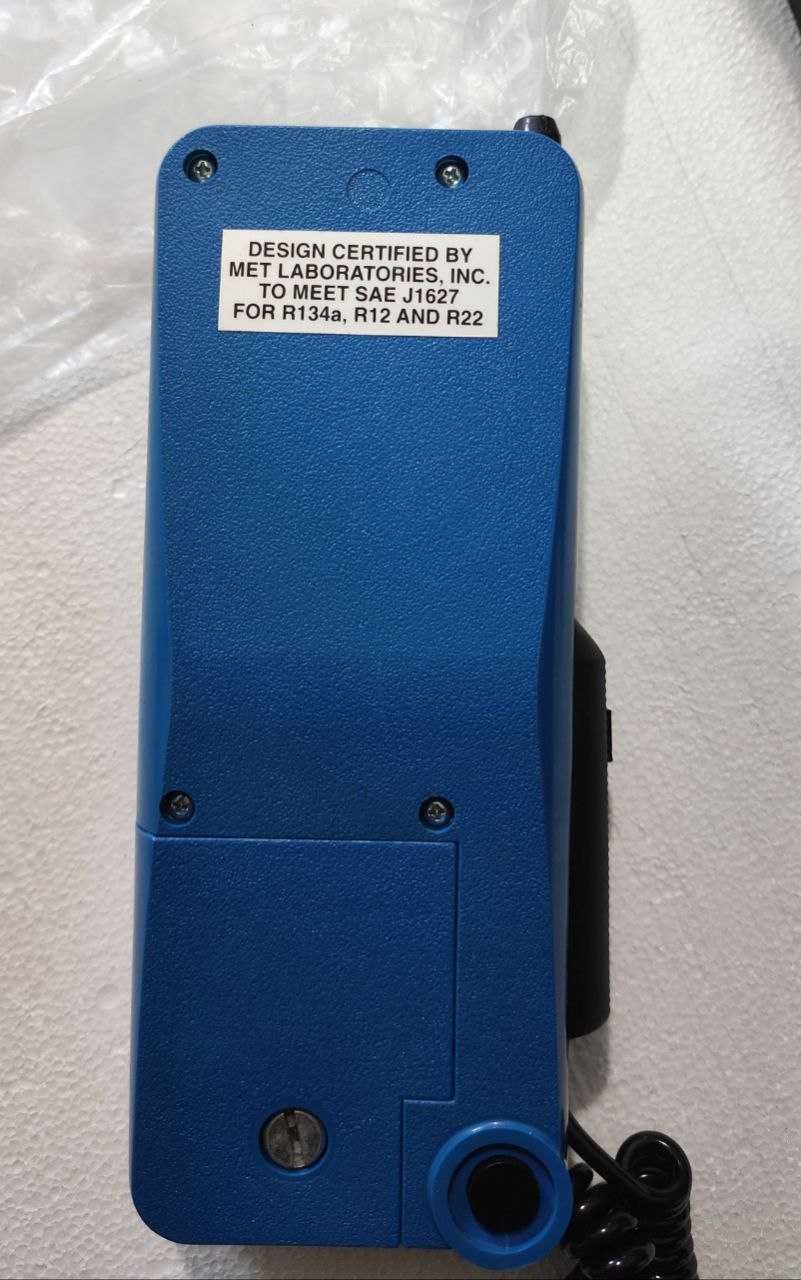 DESIGN CERTIFIED BY
MET LABORATORIES, INC.
TO MEET SAE J1627
FOR R134a, R12 AND R22